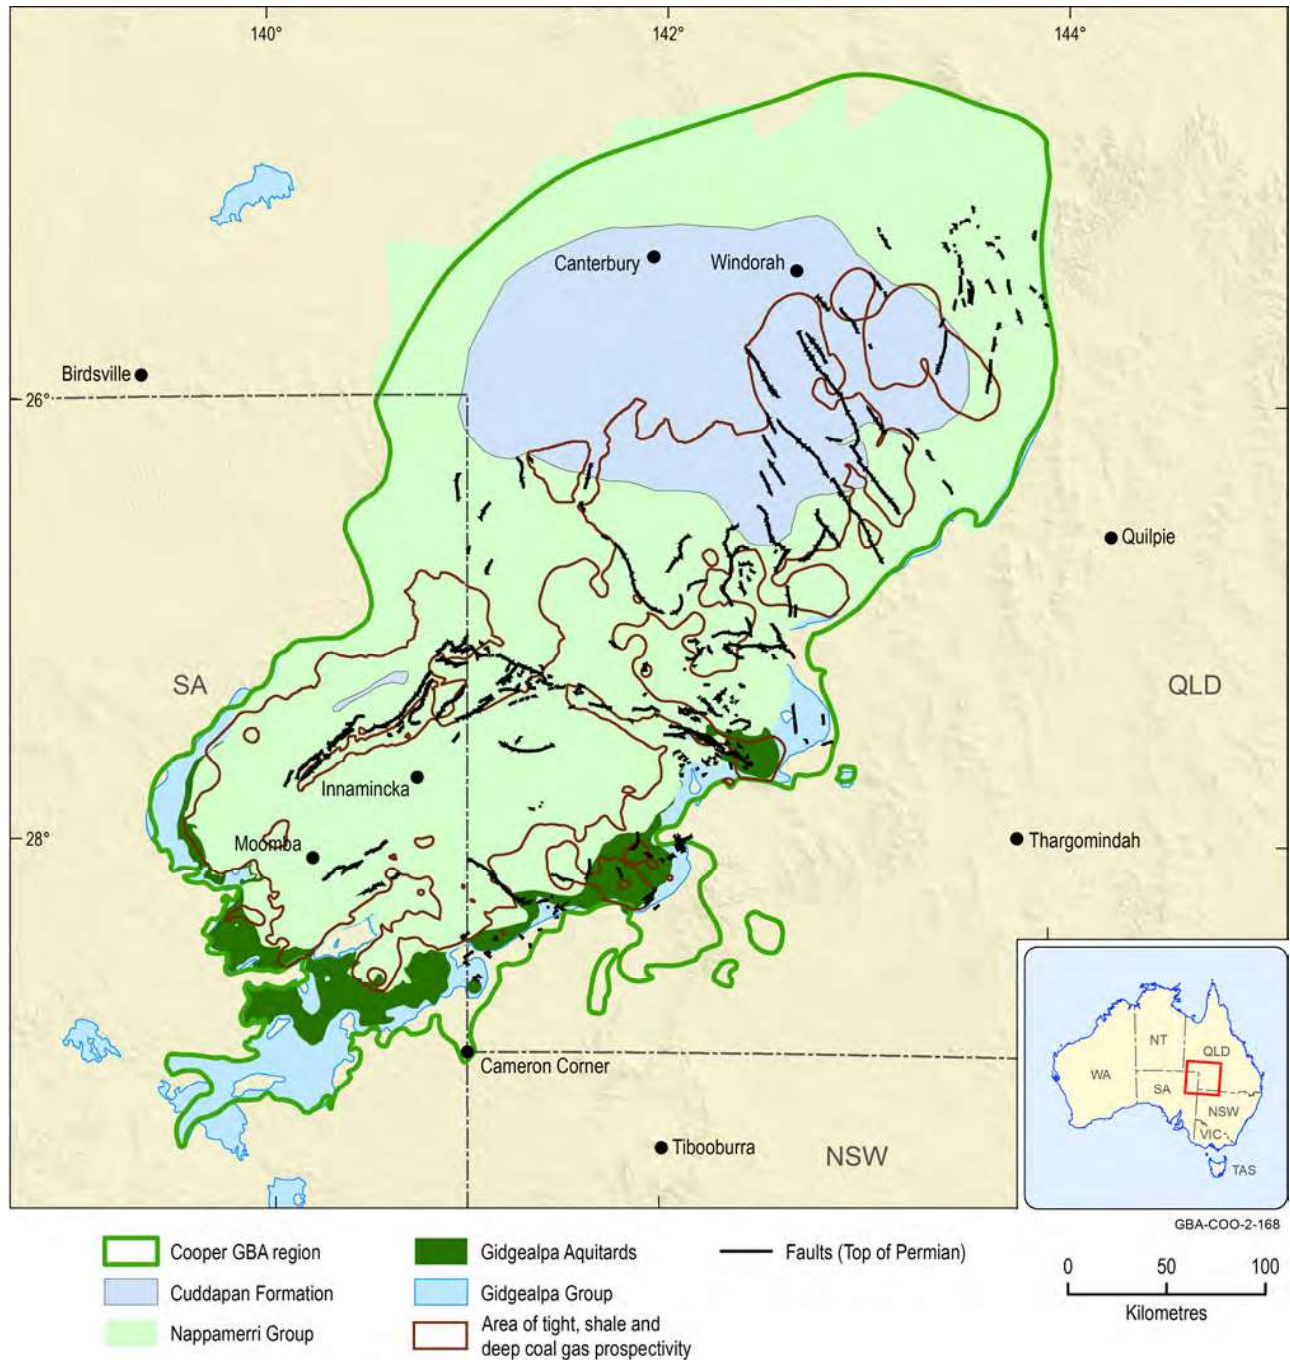 140°
142°
144°
Canterbury
Windorah
Birdsville
26°
Quilpie
SA
QLD
Innamincka
28°
Moomba
Thargomindah
Cameron Corner
Tibooburra
NSW
NT
QLD
WA
SA
NSW
VIC
TAS
GBA-COO-2-168
Cooper GBA region
Cuddapan Formation
Nappamerri Group
Gidgealpa Aquitards
Gidgealpa Group
Area of tight, shale and
deep coal gas prospectivity
Faults (Top of Permian)
0 50 100
Kilometres